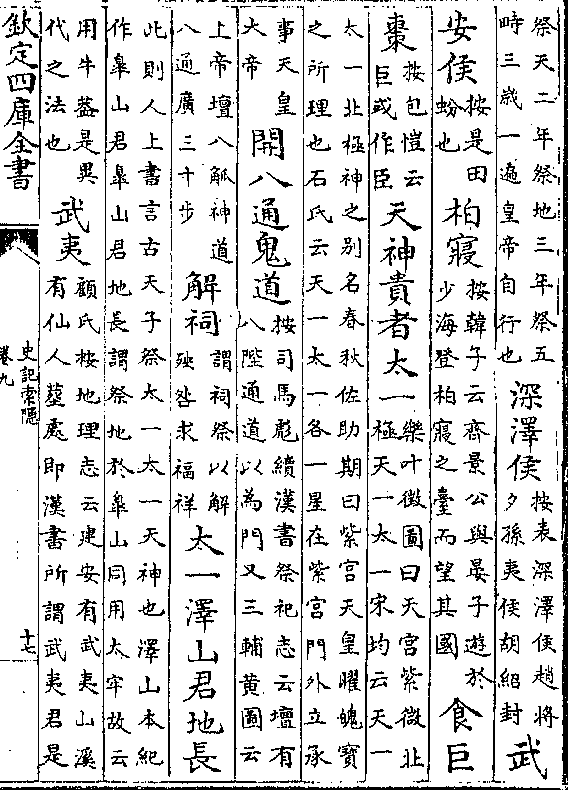 祭天二年祭地三年祭五
時三歲一遍皇帝自行也
深澤侯
按表深澤侯趙將
夕孫夷侯胡紹封
武
安侯
按是田
蚡也
柏寢
按韓子云齊景公與晏子遊於
少海登柏寢之臺而望其國
食巨
棗
按包愷云
巨或作臣
天神貴者太一
樂叶徵圖曰天宮紫微北
極天一太一宋均云天一
太一北極神之别名春秋佐助期曰紫宮天皇曜魄寶
之所理也石氏云天一太一各一星在紫宮門外立承
事天皇
大帝
開八通鬼道
按司馬彪續漢書祭祀志云壇有
八陛通道以為門又三輔黄圖云
上帝壇八觚神道
八通廣三十步
解祠
謂祠祭以解
殃咎求福祥
太一澤山君地長
此則人上書言古天子祭太一太一天神也澤山本紀
作臯山君臯山君地長謂祭地於臯山同用太牢故云
用牛葢是異
代之法也
武夷
顧氏按地理志云建安有武夷山溪
有仙人墓處即漢書所謂武夷君是
欽定四庫全書
史記索隱
卷九
十七